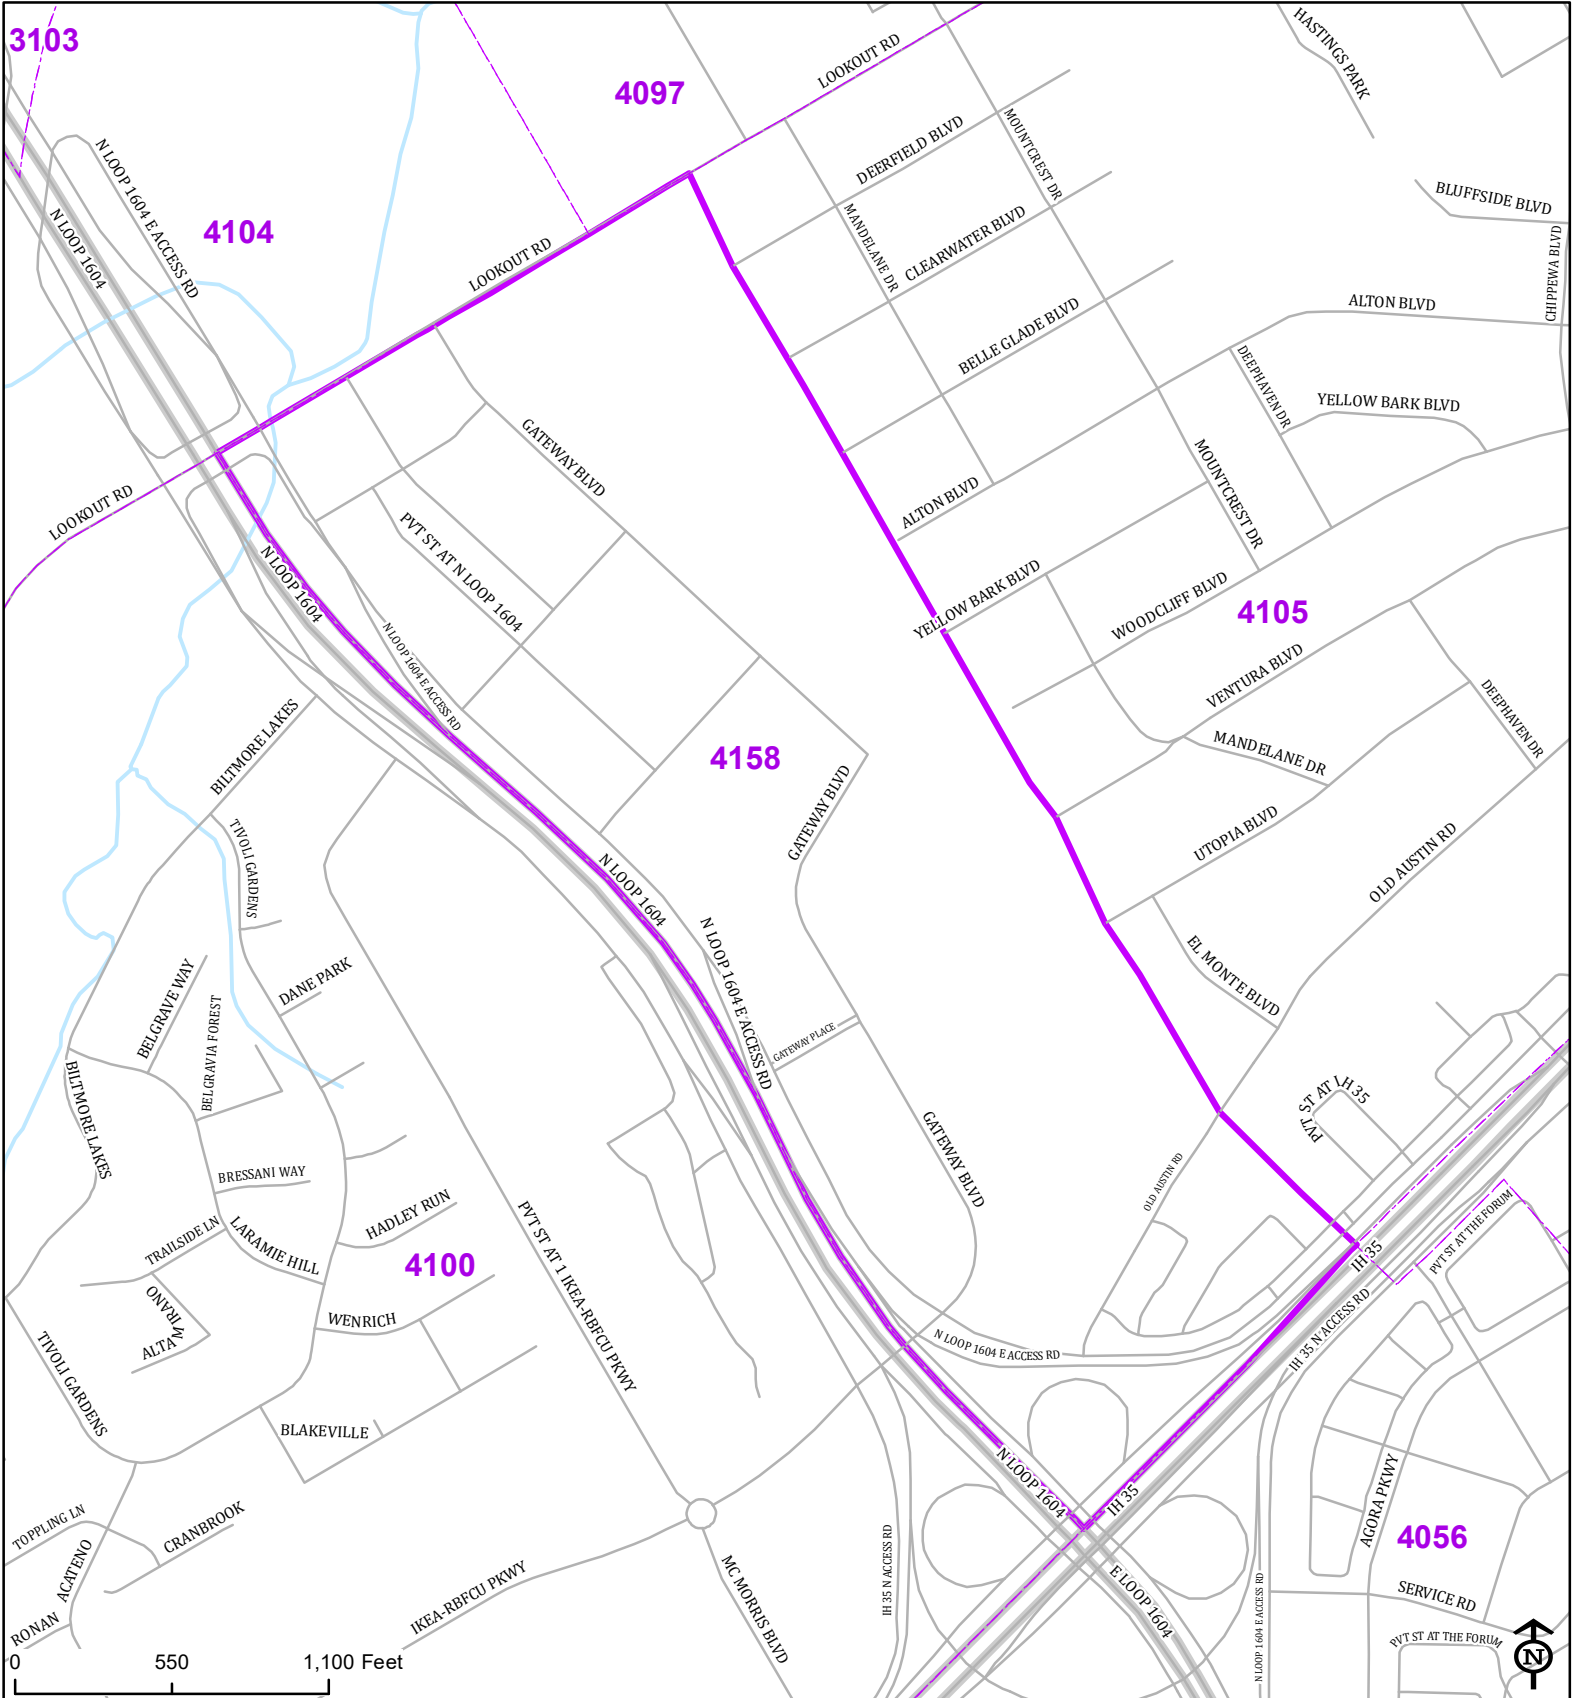 3103
4097
LOOKOUT RD
HASTINGS PARK
N LOOP 1604 E ACCESS RD
DEERFIELD BLVD
MOUNTCREST DR
BLUFFSIDE BLVD
4104
N LOOP 1604
MANDELANE DR
CLEARWATER BLVD
CHIPPEWA BLVD
LOOKOUT RD
BELLE GLADE BLVD
ALTON BLVD
DEEPHAVEN DR
YELLOW BARK BLVD
GATEWAY BLVD
LOOKOUT RD
ALTON BLVD
MOUNTCREST DR
PVT ST AT N LOOP 1604
N LOOP 1604
YELLOW BARK BLVD
WOODCLIFF BLVD
4105
N LOOP 1604 E ACCESS RD
VENTURA BLVD
DEEPHAVEN DR
BILTMORE LAKES
4158
MANDELANE DR
GATEWAY BLVD
UTOPIA BLVD
OLD AUSTIN RD
TIVOLI GARDENS
N LOOP 1604
N LOOP 1604 E ACCESS RD
EL MONTE BLVD
DANE PARK
BELGRAVE WAY
BELGRAVIA FOREST
GATEWAY PLACE
BILTMORE LAKES
PVT ST AT I H 35
GATEWAY BLVD
BRESSANI WAY
OLD AUSTIN RD
HADLEY RUN
TRAILSIDE LN
LARAMIE HILL
PVT ST AT 1 IKEA-RBFCU PKWY
PVT ST AT THE FORUM
IH 35
4100
ALTA MIRANO
WENRICH
N LOOP 1604 E ACCESS RD
IH 35 N ACCESS RD
TIVOLI GARDENS
BLAKEVILLE
N LOOP 1604
IH 35
AGORA PKWY
TOPPLING LN
CRANBROOK
4056
ACATENO
IH 35 N ACCESS RD
IKEA-RBFCU PKWY
MC MORRIS BLVD
E LOOP 1604
N LOOP 1604 E ACCESS RD
SERVICE RD
RONAN
PVT ST AT THE FORUM
N
0 550 1,100 Feet